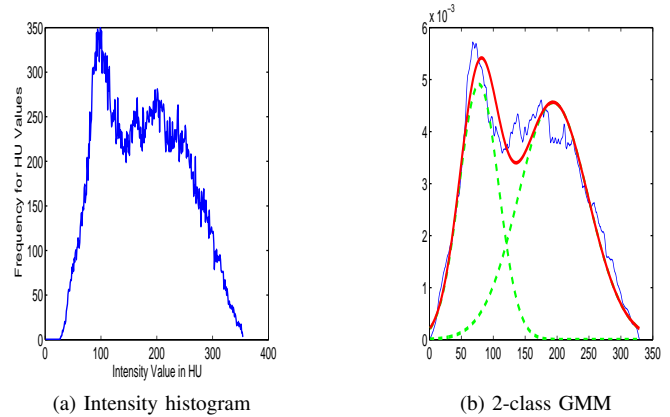 350
300
250
200
150
100
50
0
Frequency for HU Values
0 100 200 300 400
Intensity Value in HU
(a) Intensity histogram
6 x 10⁻³
5
4
3
2
1
0
0 50 100 150 200 250 300 350
(b) 2-class GMM